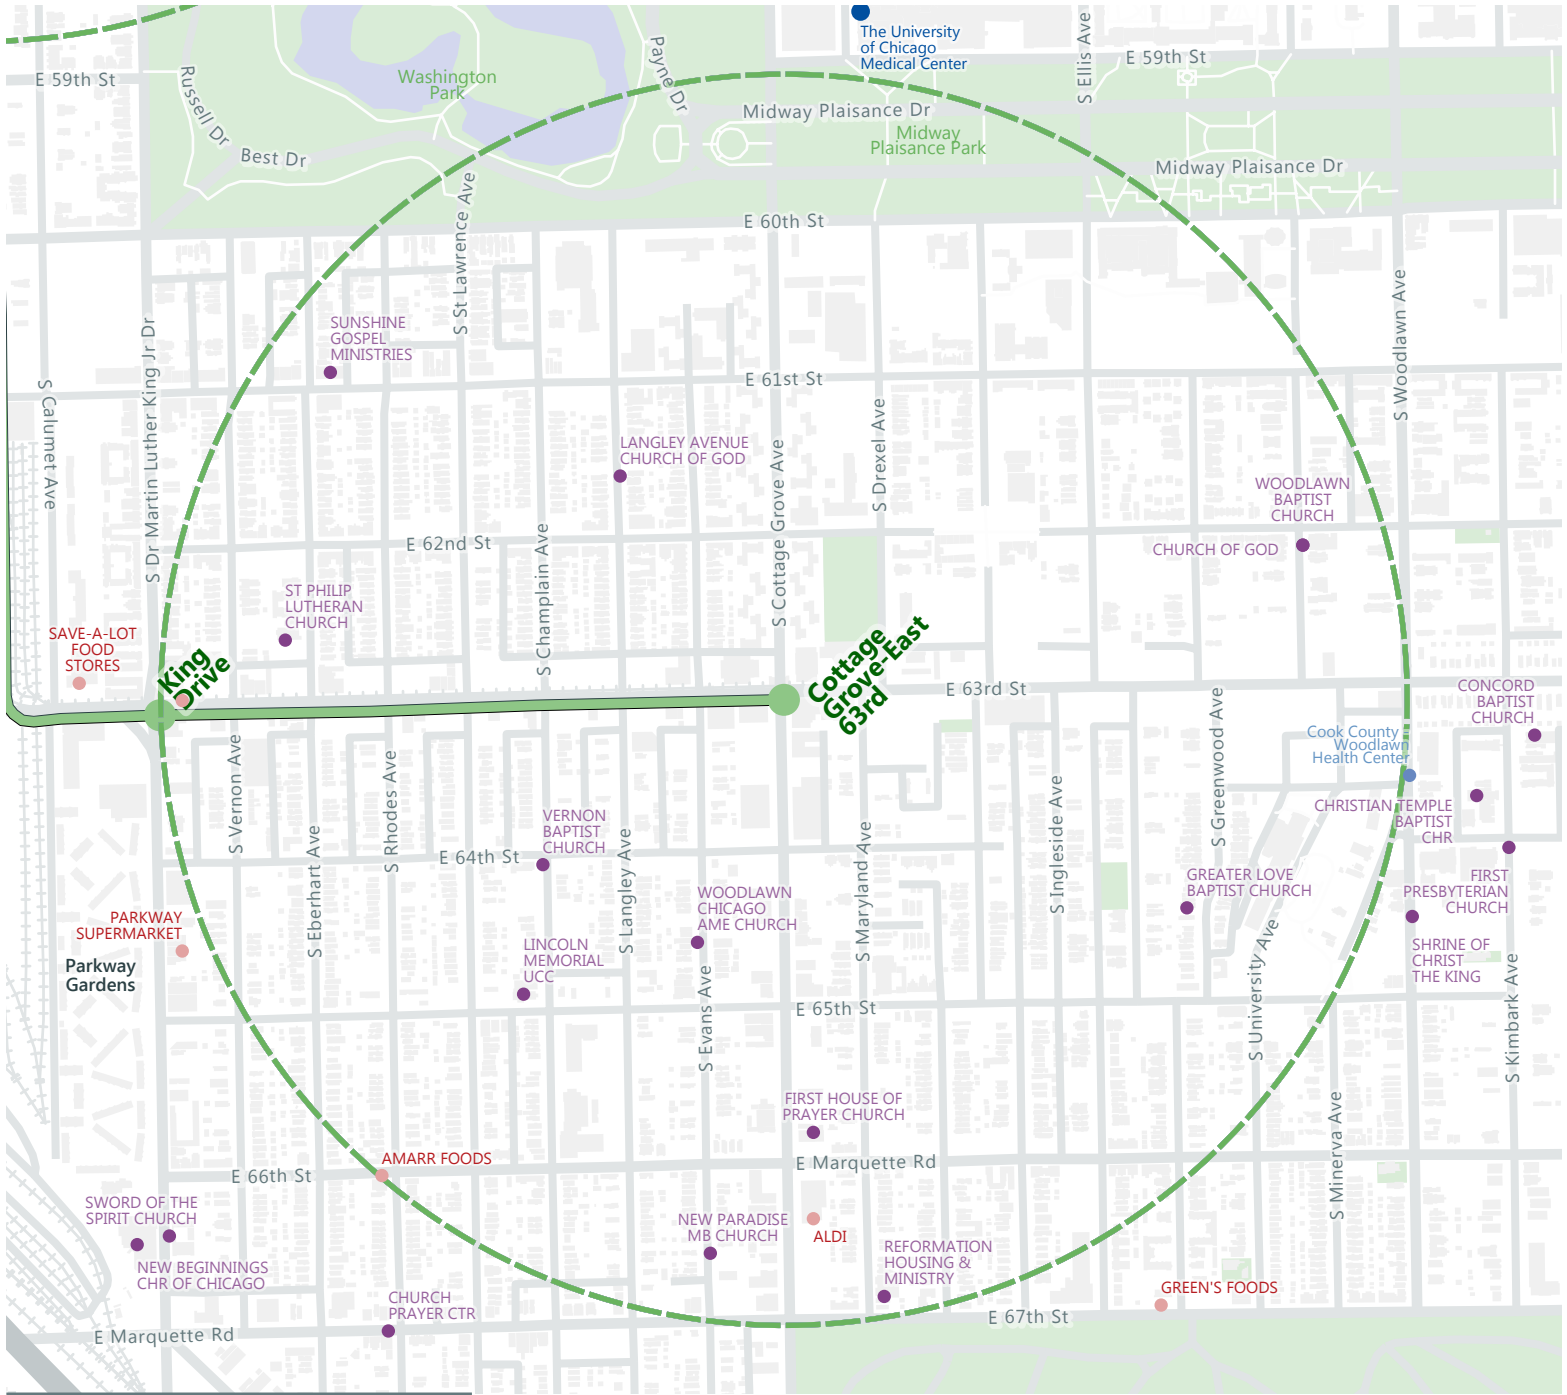 The University
of Chicago
Medical Center
E 59th St
E 59th St
S Ellis Ave
Payne Dr
Russell Dr
Washington
Park
Midway Plaisance Dr
Midway
Plaisance Park
Best Dr
Midway Plaisance Dr
S St Lawrence Ave
E 60th St
SUNSHINE
GOSPEL
MINISTRIES
S Dr Martin Luther King Jr Dr
S Calumet Ave
E 61st St
S Woodlawn Ave
LANGLEY AVENUE
CHURCH OF GOD
S Cottage Grove Ave
S Drexel Ave
WOODLAWN
BAPTIST
CHURCH
CHURCH OF GOD
E 62nd St
S Champlain Ave
ST PHILIP
LUTHERAN
CHURCH
SAVE-A-LOT
FOOD
STORES
King
Drive
Cottage
Grove-East
63rd
E 63rd St
CONCORD
BAPTIST
CHURCH
Cook County
Woodlawn
Health Center
S Vernon Ave
S Rhodes Ave
S Eberhart Ave
VERNON
BAPTIST
CHURCH
S Langley Ave
S Maryland Ave
S Ingleside Ave
S Greenwood Ave
CHRISTIAN TEMPLE
BAPTIST
CHR
E 64th St
GREATER LOVE
BAPTIST CHURCH
FIRST
PRESBYTERIAN
CHURCH
WOODLAWN
CHICAGO
AME CHURCH
PARKWAY
SUPERMARKET
LINCOLN
MEMORIAL
UCC
SHRINE OF
CHRIST
THE KING
Parkway
Gardens
S Evans Ave
S University Ave
S Kimbark Ave
E 65th St
FIRST HOUSE OF
PRAYER CHURCH
S Minerva Ave
AMARR FOODS
E Marquette Rd
E 66th St
SWORD OF THE
SPIRIT CHURCH
NEW PARADISE
MB CHURCH
ALDI
REFORMATION
HOUSING &
MINISTRY
NEW BEGINNINGS
CHR OF CHICAGO
GREEN'S FOODS
CHURCH
PRAYER CTR
E 67th St
E Marquette Rd